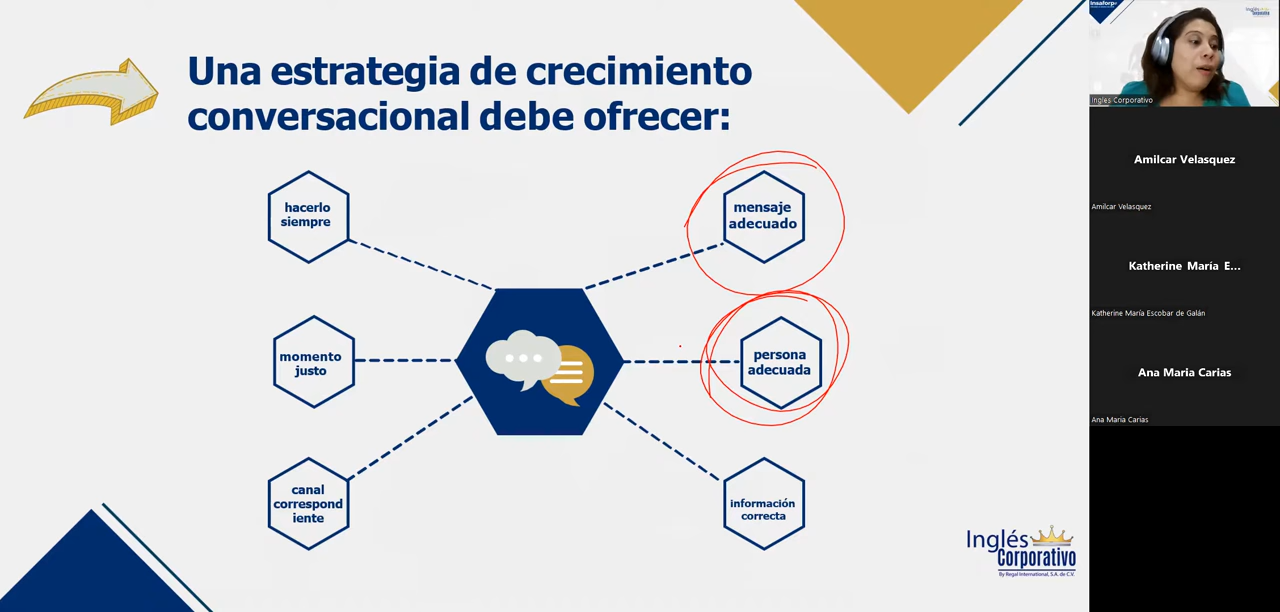 Una estrategia de crecimiento
conversacional debe ofrecer:
hacerlo
siempre
mensaje
adecuado
momento
justo
persona
adecuada
canal
correspond
iente
información
correcta
Inglés
Corporativo
By Regal International, S.A. de C.V.
Insaforp
Inglés Corporativo
Amilcar Velasquez
Amilcar Velasquez
Katherine María E...
Katherine María Escobar de Galán
Ana Maria Carias
Ana Maria Carias